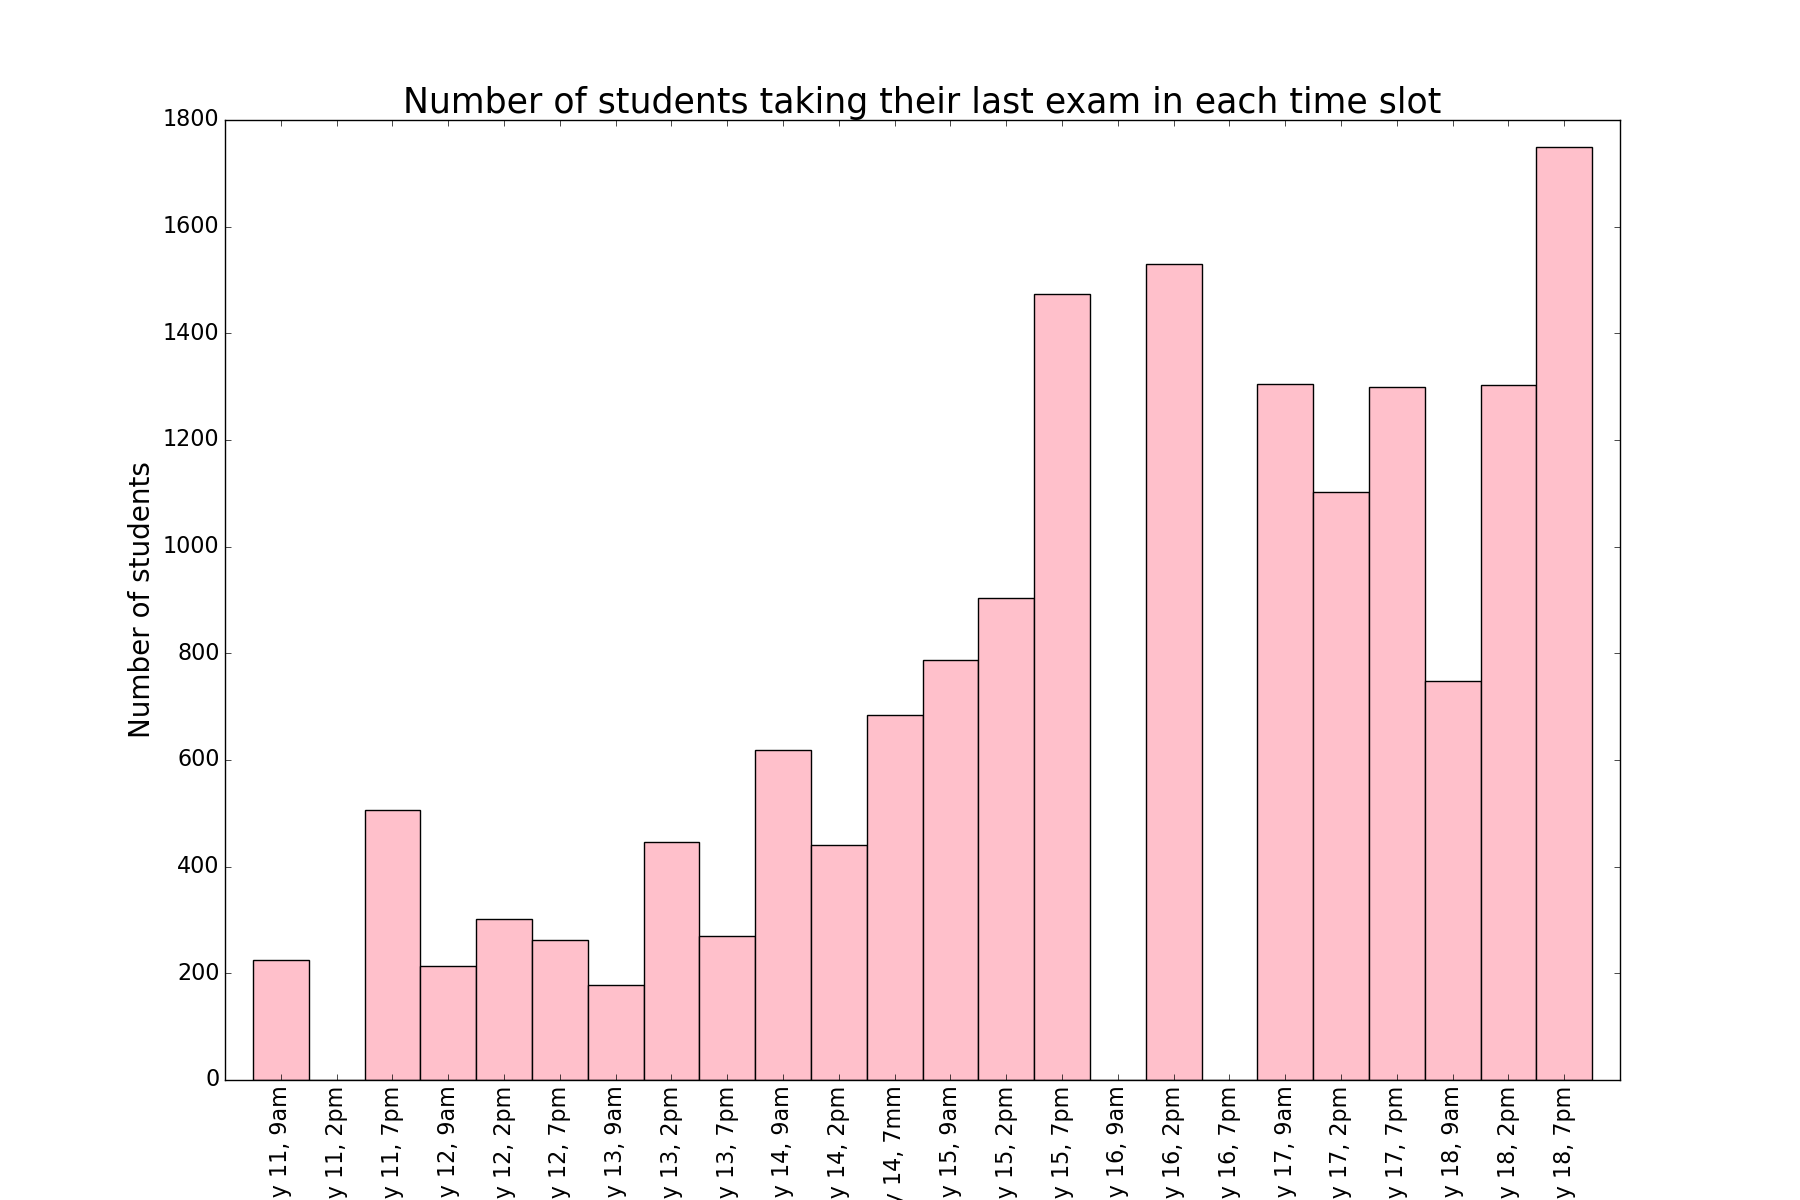 Number of students taking their last exam in each time slot
Number of students
1800
1600
1400
1200
1000
800
600
400
200
0
y 11, 9am
y 11, 2pm
y 11, 7pm
y 12, 9am
y 12, 2pm
y 12, 7pm
y 13, 9am
y 13, 2pm
y 13, 7pm
y 14, 9am
y 14, 2pm
y 14, 7mm
y 15, 9am
y 15, 2pm
y 15, 7pm
y 16, 9am
y 16, 2pm
y 16, 7pm
y 17, 9am
y 17, 2pm
y 17, 7pm
y 18, 9am
y 18, 2pm
y 18, 7pm